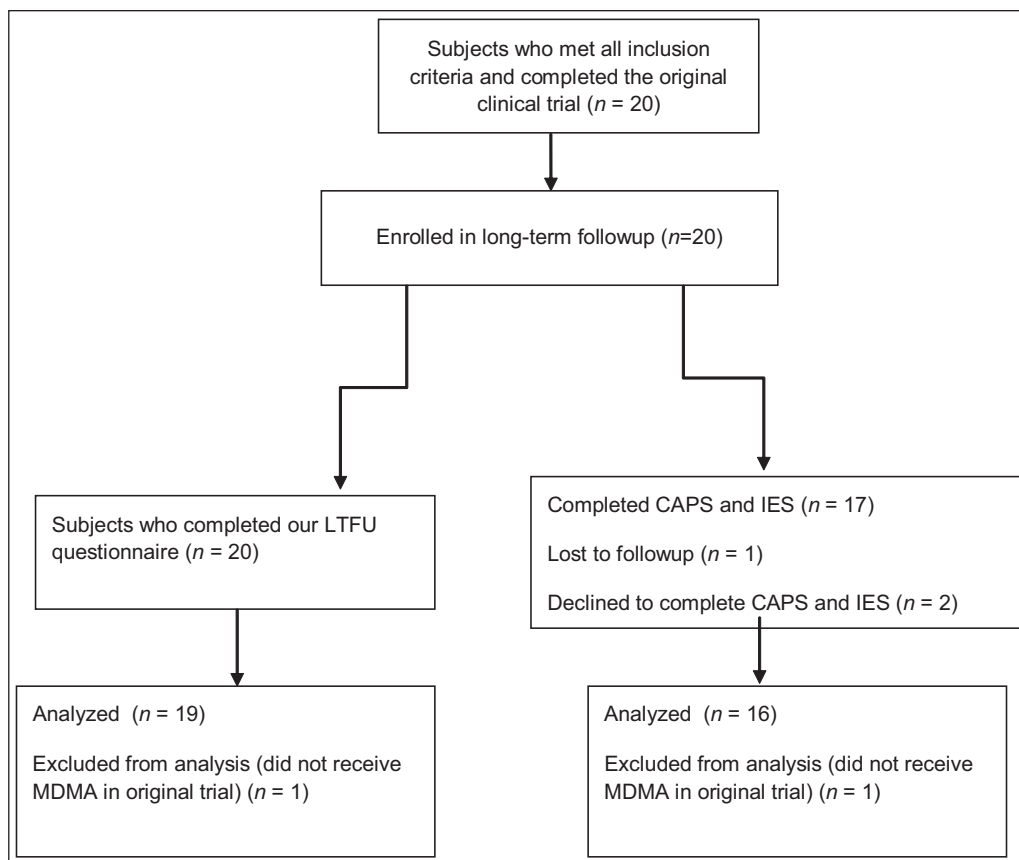 Subjects who met all inclusion
criteria and completed the original
clinical trial (n = 20)
Enrolled in long-term followup (n=20)
Subjects who completed our LTFU
questionnaire (n = 20)
Completed CAPS and IES (n = 17)
Lost to followup (n = 1)
Declined to complete CAPS and IES (n = 2)
Analyzed (n = 19)
Excluded from analysis (did not receive
MDMA in original trial) (n = 1)
Analyzed (n = 16)
Excluded from analysis (did not receive
MDMA in original trial) (n = 1)